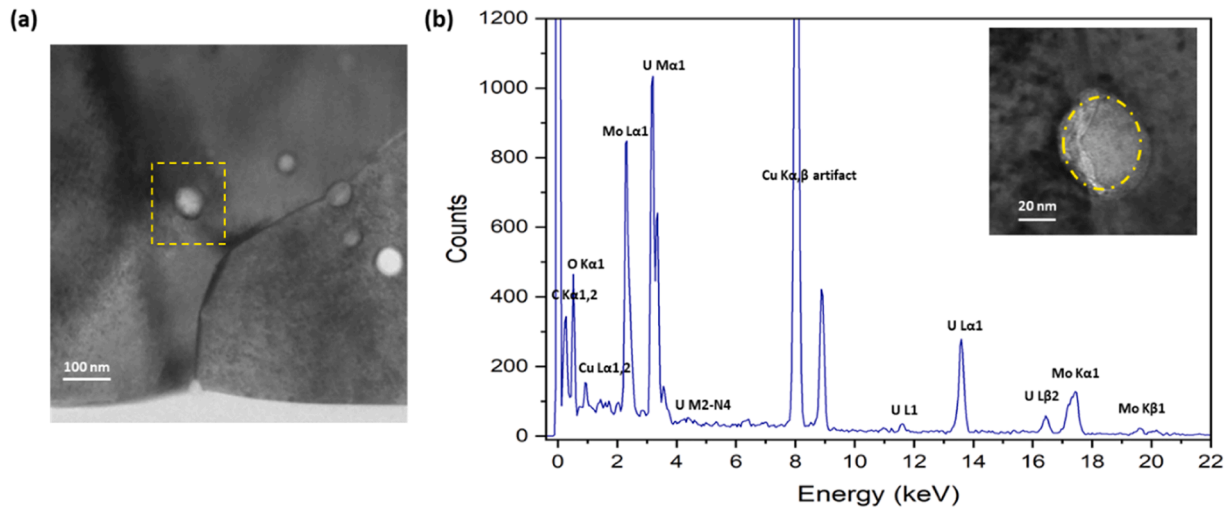 (a)
100 nm
(b)
1200
1000
800
600
400
200
0
Counts
C Kα1,2
O Kα1
Cu Lα1,2
Mo Lα1
U Mα1
U M2-N4
Cu Kα,β artifact
U L1
U Lα1
U Lβ2
Mo Kα1
Mo Kβ1
20 nm
0 2 4 6 8 10 12 14 16 18 20 22
Energy (keV)